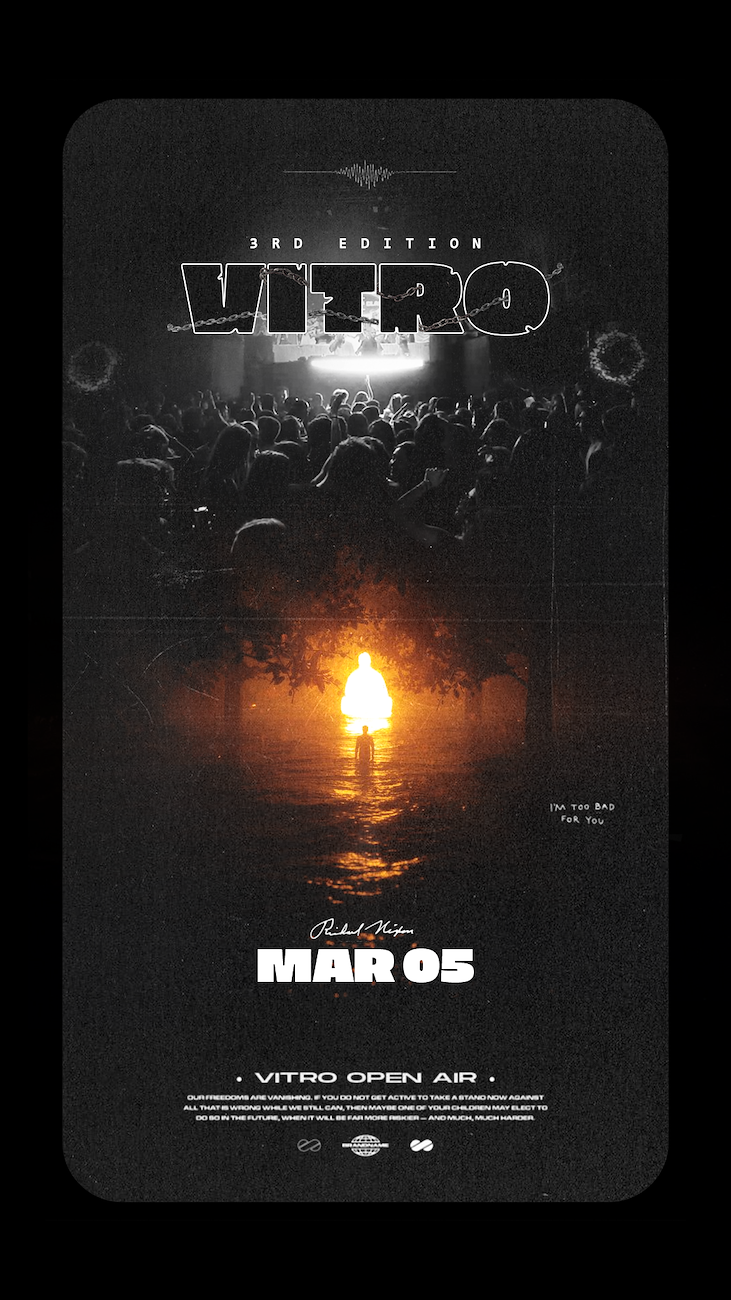 3RD EDITION
VITRO
I'M TOO BAD
FOR YOU
MAR 05
• VITRO OPEN AIR •
OUR FREEDOMS ARE VANISHING. IF YOU DO NOT GET ACTIVE TO TAKE A STAND NOW AGAINST
ALL THAT IS WRONG WHILE WE STILL CAN, THEN MAYBE ONE OF YOUR CHILDREN MAY ELECT TO
DO SO IN THE FUTURE, WHEN IT WILL BE FAR MORE RISKIER — AND MUCH, MUCH HARDER.
BRANDNAME